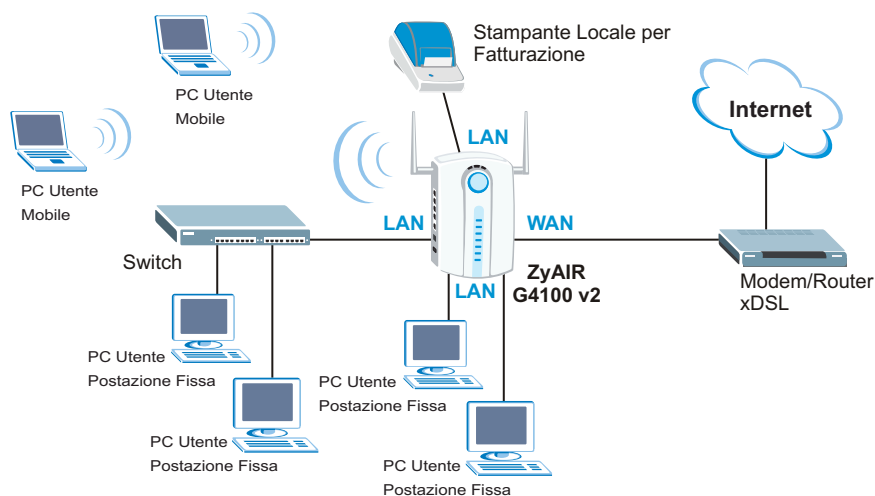 Stampante Locale per
Fatturazione
PC Utente
Mobile
Internet
LAN
PC Utente
Mobile
LAN
WAN
Switch
LAN
ZyAIR
G4100 v2
Modem/Router
xDSL
PC Utente
Postazione Fissa
PC Utente
Postazione Fissa
PC Utente
Postazione Fissa
PC Utente
Postazione Fissa